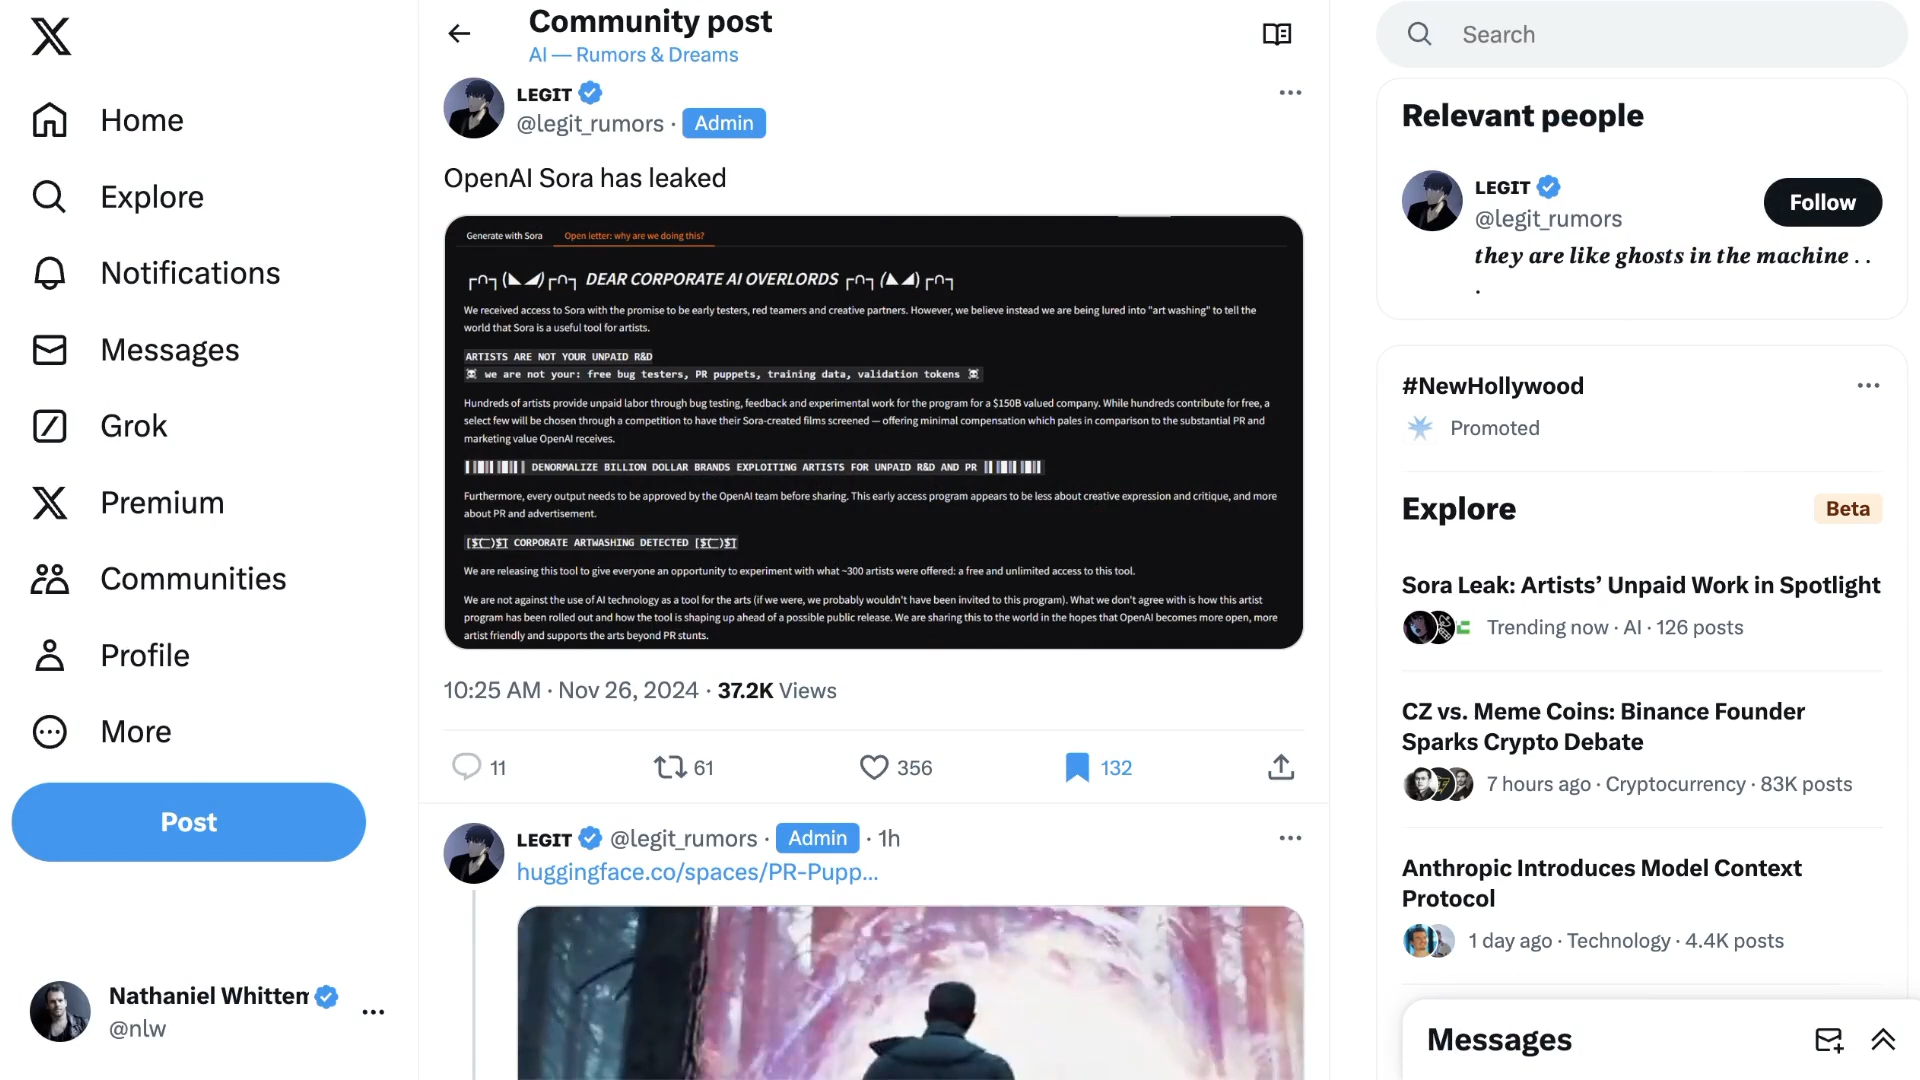 Home
Explore
Notifications
Messages
Grok
Premium
Communities
Profile
More
Post
Nathaniel Whittem
@nlw
Community post
AI — Rumors & Dreams
LEGIT
@legit_rumors · Admin
OpenAI Sora has leaked
Generate with Sora Open letter: why are we doing this?
DEAR CORPORATE AI OVERLORDS
We received access to Sora with the promise to be early testers, red teamers and creative partners. However, we believe instead we are being lured into "art washing" to tell the
world that Sora is a useful tool for artists.
ARTISTS ARE NOT YOUR UNPAID R&D
☠ we are not your: free bug testers, PR puppets, training data, validation tokens ☠
Hundreds of artists provide unpaid labor through bug testing, feedback and experimental work for the program for a $150B valued company. While hundreds contribute for free, a
select few will be chosen through a competition to have their Sora-created films screened — offering minimal compensation which pales in comparison to the substantial PR and
marketing value OpenAI receives.
DENORMALIZE BILLION DOLLAR BRANDS EXPLOITING ARTISTS FOR UNPAID R&D AND PR
Furthermore, every output needs to be approved by the OpenAI team before sharing. This early access program appears to be less about creative expression and critique, and more
about PR and advertisement.
CORPORATE ARTWASHING DETECTED
We are releasing this tool to give everyone an opportunity to experiment with what ~300 artists were offered: a free and unlimited access to this tool.
We are not against the use of AI technology as a tool for the arts (if we were, we probably wouldn't have been invited to this program). What we don't agree with is how this artist
program has been rolled out and how the tool is shaping up ahead of a possible public release. We are sharing this to the world in the hopes that OpenAI becomes more open, more
artist friendly and supports the arts beyond PR stunts.
10:25 AM · Nov 26, 2024 · 37.2K Views
11 61 356 132
LEGIT @legit_rumors · Admin · 1h
huggingface.co/spaces/PR-Pupp...
Search
Relevant people
LEGIT
@legit_rumors
Follow
they are like ghosts in the machine . .
.
#NewHollywood
Promoted
Explore
Beta
Sora Leak: Artists’ Unpaid Work in Spotlight
Trending now · AI · 126 posts
CZ vs. Meme Coins: Binance Founder
Sparks Crypto Debate
7 hours ago · Cryptocurrency · 83K posts
Anthropic Introduces Model Context
Protocol
1 day ago · Technology · 4.4K posts
Messages